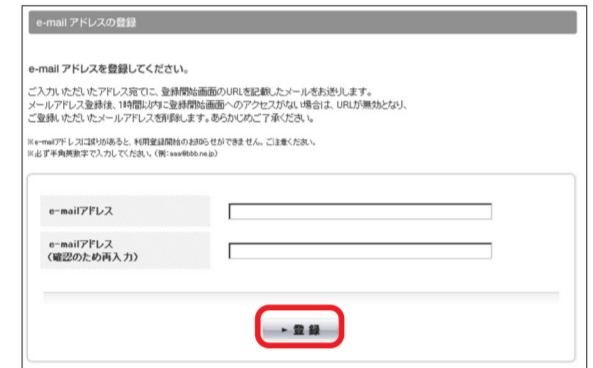 e-mail アドレスの登録
e-mail アドレスを登録してください。
ご入力いただいたアドレス宛てに、登録開始画面のURLを記載したメールをお送りします。
メールアドレス登録後、1時間以内に登録開始画面へのアクセスがない場合は、URLが無効となり、
ご登録いただいたメールアドレスを削除します。あらかじめご了承ください。
※e-mailアドレスに誤りがあると、利用登録開始のお知らせができません。ご注意ください。
※必ず半角英数字で入力してください。(例:aaa@bbb.ne.jp)
e-mailアドレス
e-mailアドレス
(確認のため再入力)
登録